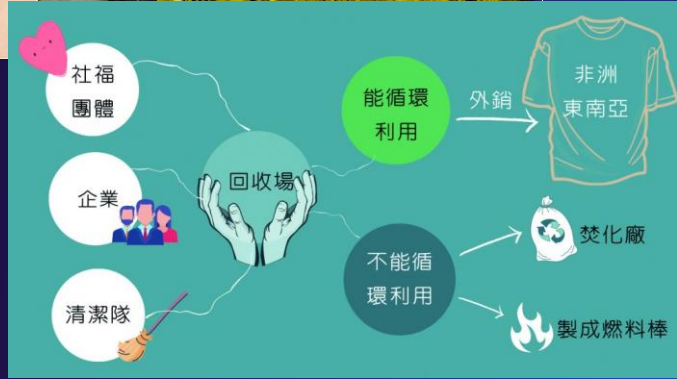 社福
團體
企業
清潔隊
回收場
能循環
利用
外銷
非洲
東南亞
不能循
環利用
焚化廠
製成燃料棒